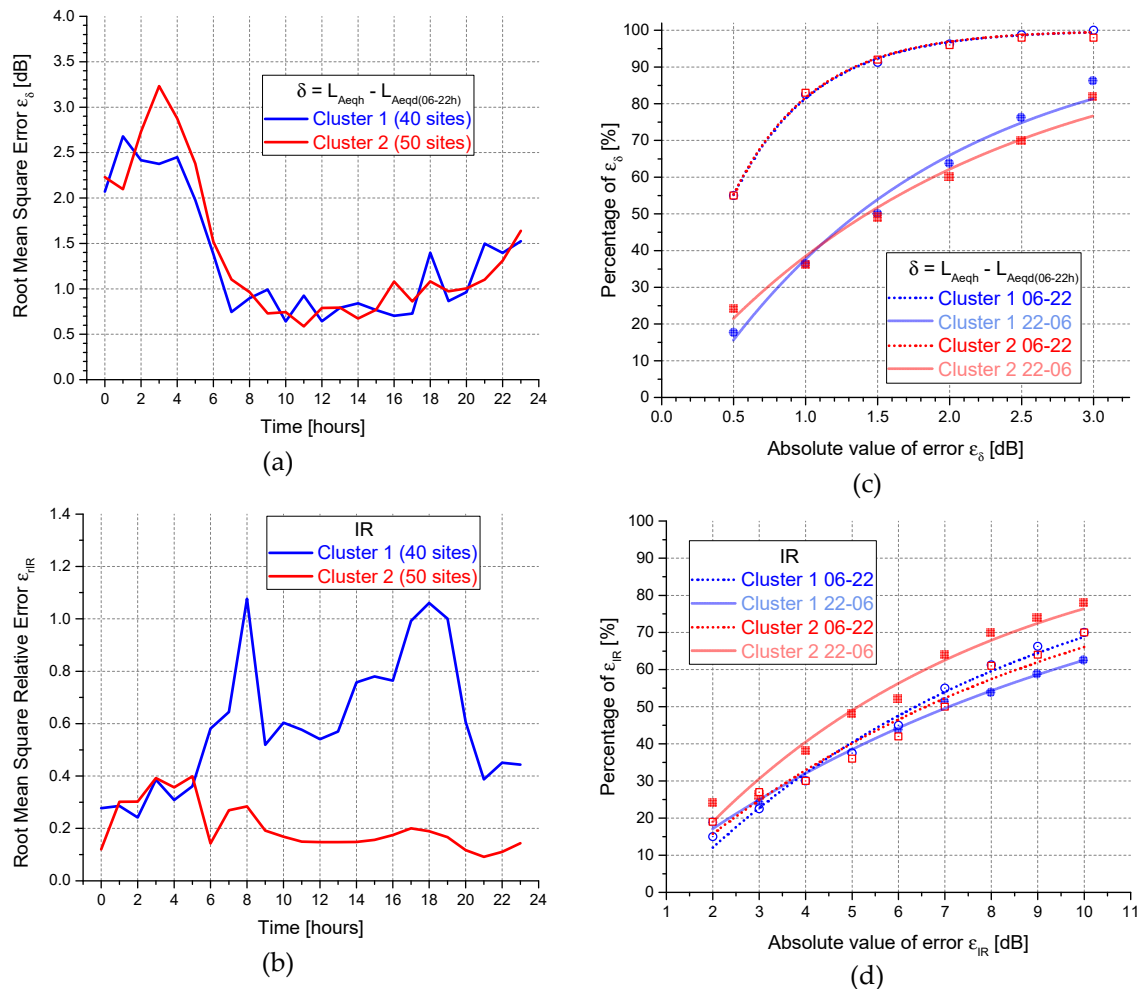 4.0
3.5
3.0
2.5
2.0
1.5
1.0
0.5
0.0
Root Mean Square Error εδ [dB]
δ = LAeqh - LAeqd(06-22h)
Cluster 1 (40 sites)
Cluster 2 (50 sites)
0 2 4 6 8 10 12 14 16 18 20 22 24
Time [hours]
(a)
100
90
80
70
60
50
40
30
20
10
0
Percentage of εδ [%]
δ = LAeqh - LAeqd(06-22h)
Cluster 1 06-22
Cluster 1 22-06
Cluster 2 06-22
Cluster 2 22-06
0.0 0.5 1.0 1.5 2.0 2.5 3.0
Absolute value of error εδ [dB]
(c)
1.4
1.2
1.0
0.8
0.6
0.4
0.2
0.0
Root Mean Square Relative Error εrIR
IR
Cluster 1 (40 sites)
Cluster 2 (50 sites)
0 2 4 6 8 10 12 14 16 18 20 22 24
Time [hours]
(b)
100
90
80
70
60
50
40
30
20
10
0
Percentage of εIR [%]
IR
Cluster 1 06-22
Cluster 1 22-06
Cluster 2 06-22
Cluster 2 22-06
1 2 3 4 5 6 7 8 9 10 11
Absolute value of error εIR [dB]
(d)